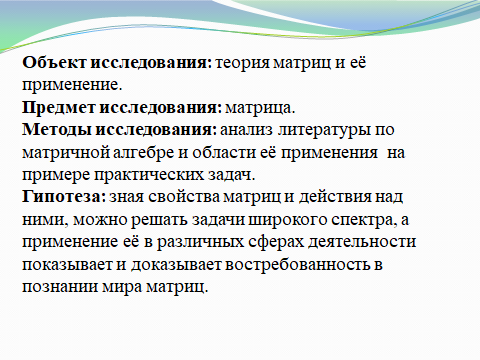 Объект исследования: теория матриц и её
применение.
Предмет исследования: матрица.
Методы исследования: анализ литературы по
матричной алгебре и области её применения  на
примере практических задач.
Гипотеза: зная свойства матриц и действия над
ними, можно решать задачи широкого спектра, а
применение её в различных сферах деятельности
показывает и доказывает востребованность в
познании мира матриц.